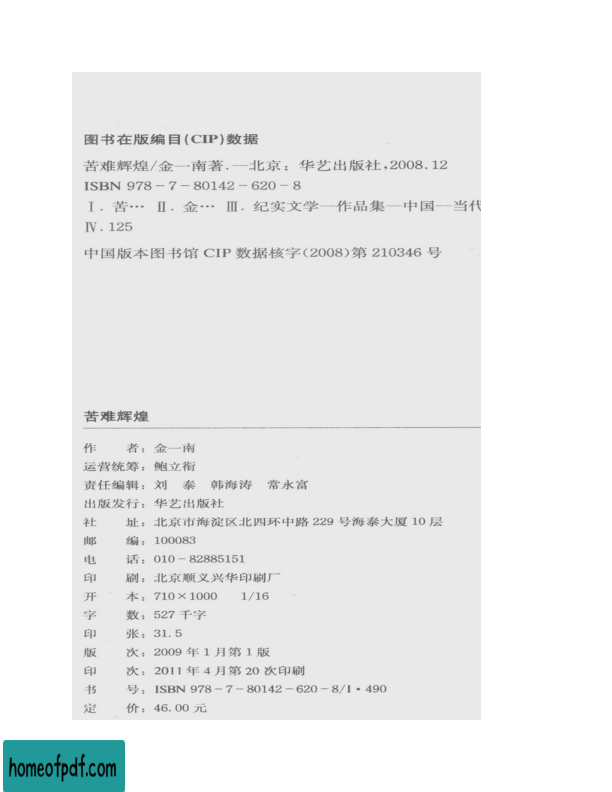 图书在版编目(CIP)数据
苦难辉煌/金一南著.—北京：华艺出版社,2008.12
ISBN 978－7－80142－620－8
Ⅰ.苦… Ⅱ.金… Ⅲ.纪实文学—作品集—中国—当代
Ⅳ.125
中国版本图书馆 CIP 数据核字(2008)第 210346 号
苦难辉煌
作 者：金一南
运营统筹：鲍立衔
责任编辑：刘 泰 韩海涛 常永富
出版发行：华艺出版社
社 址：北京市海淀区北四环中路 229 号海泰大厦 10 层
邮 编：100083
电 话：010－82885151
印 刷：北京顺义兴华印刷厂
开 本：710×1000 1/16
字 数：527 千字
印 张：31.5
版 次：2009 年 1 月第 1 版
印 次：2011 年 4 月第 20 次印刷
书 号：ISBN 978－7－80142－620－8/I·490
定 价：46.00 元
homeofpdf.com